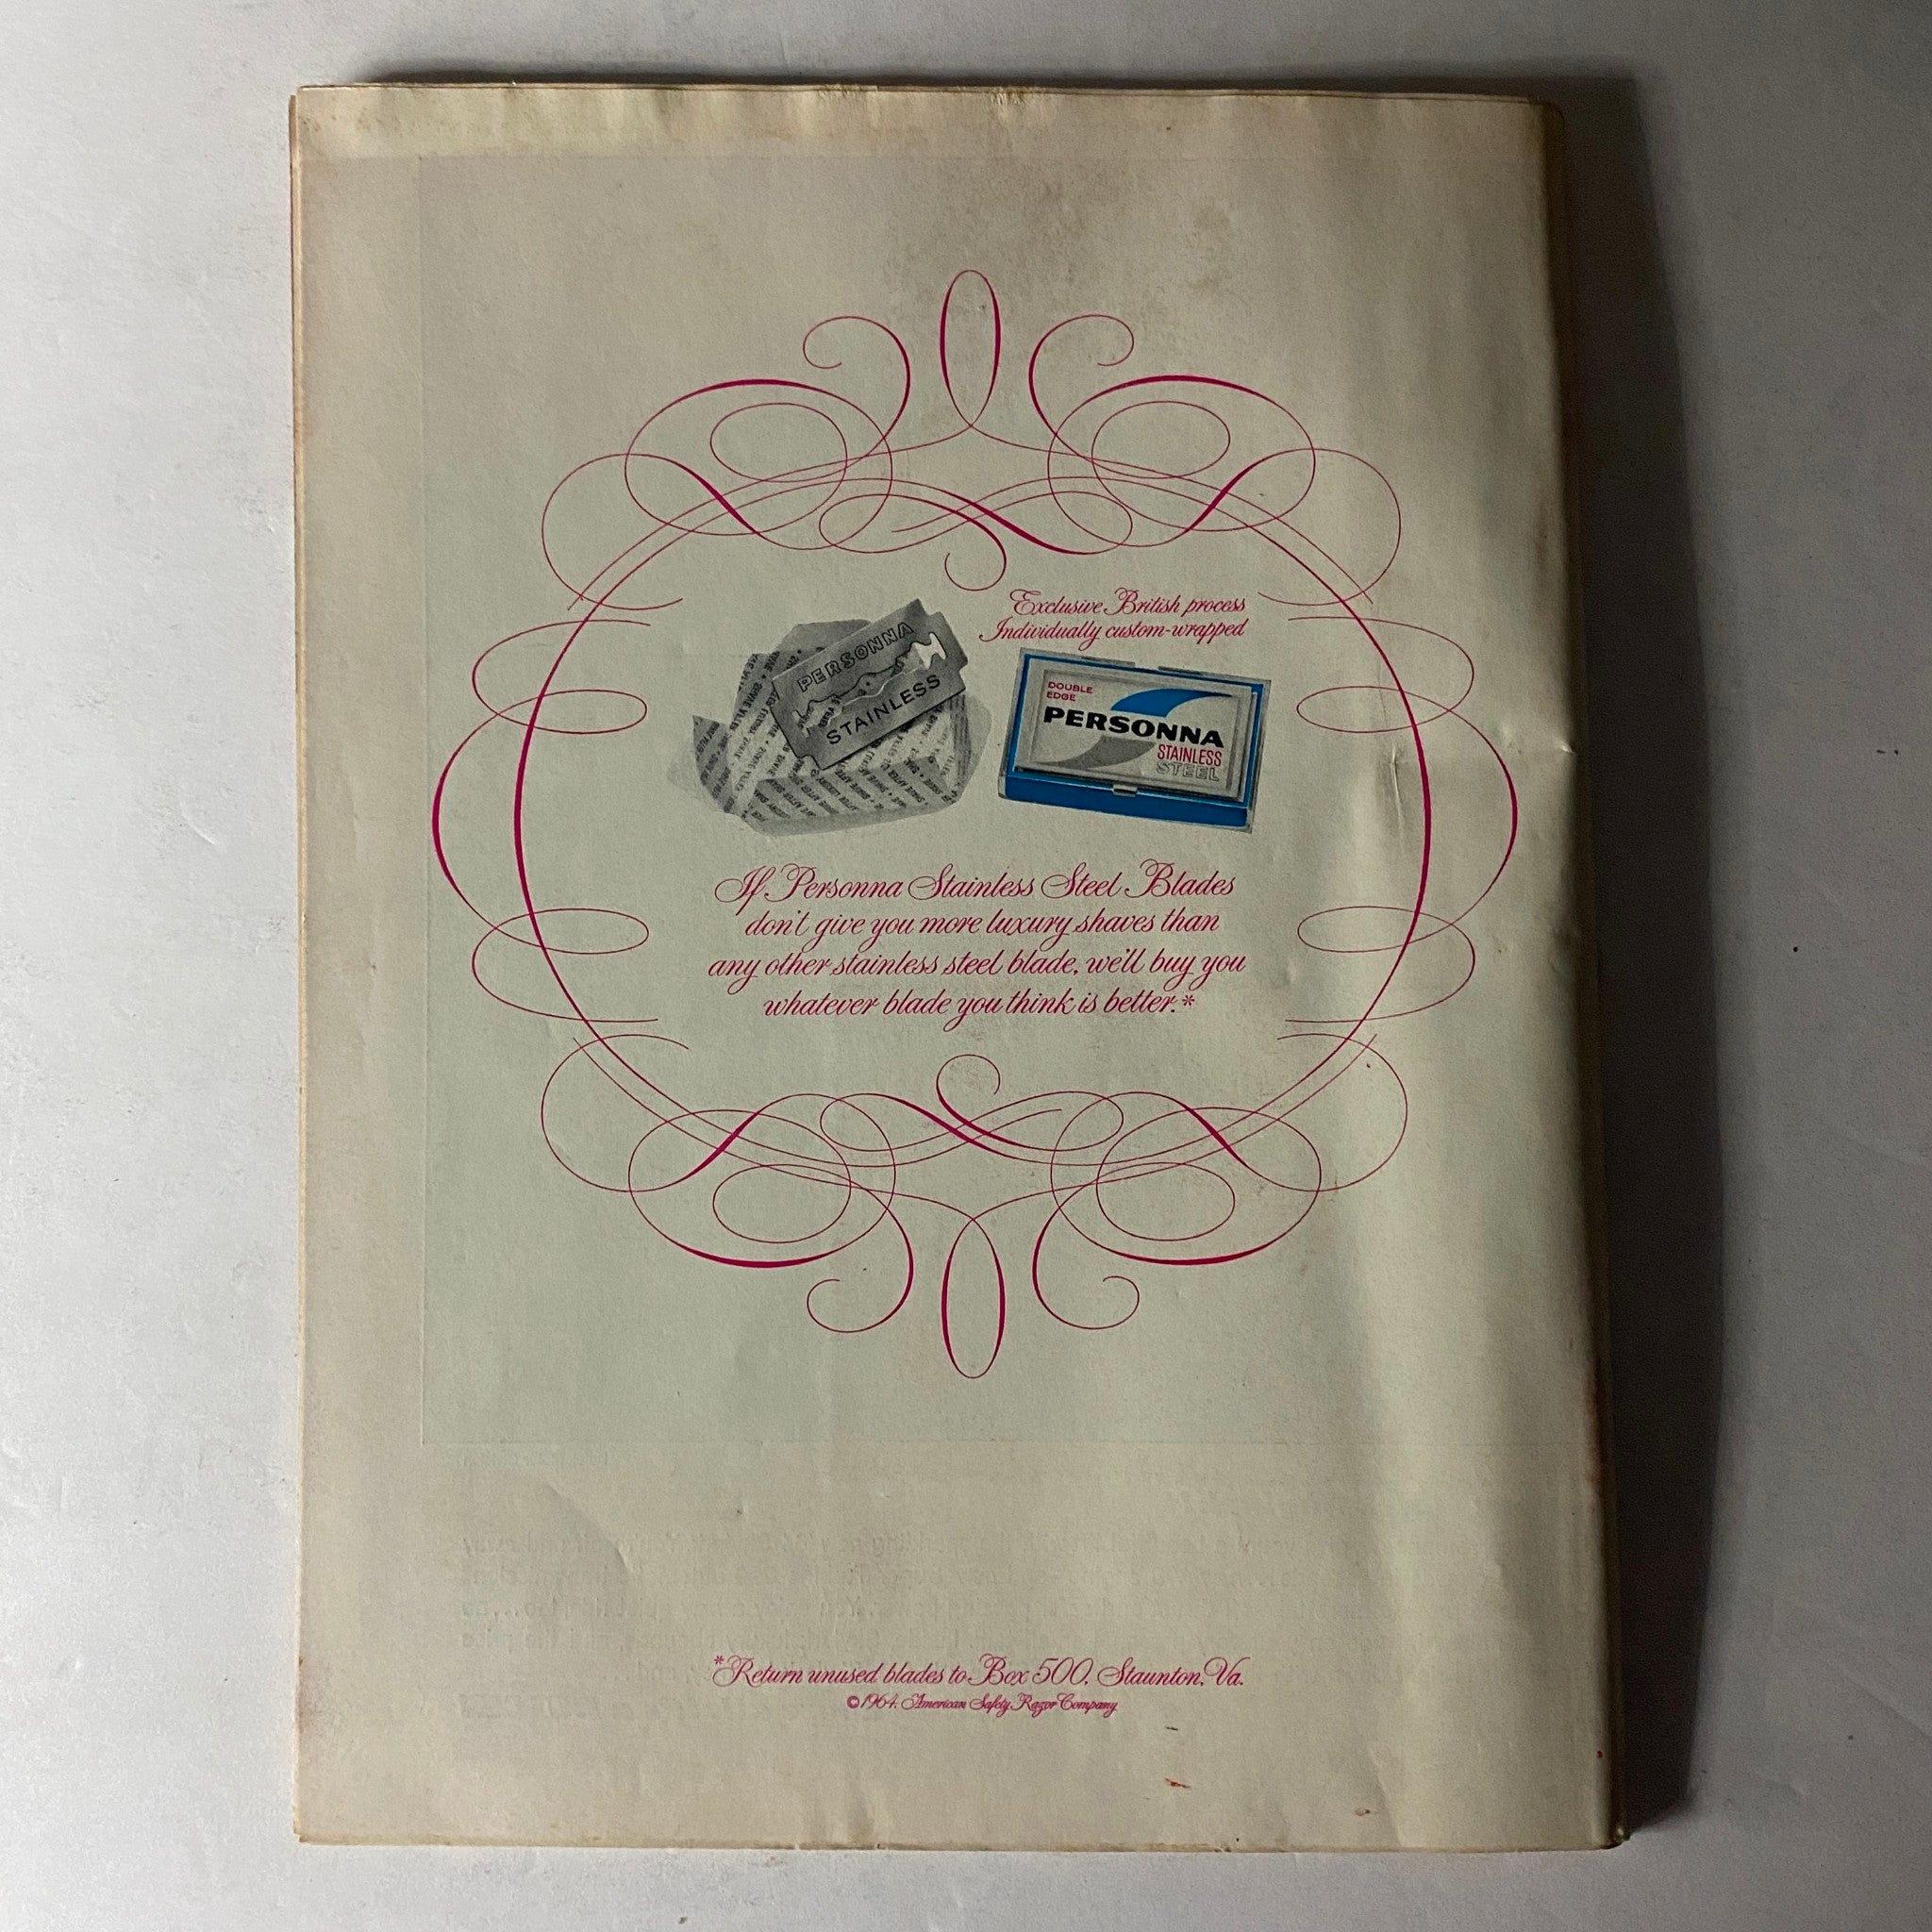 Exclusive British process
Individually custom-wrapped
PERSONNA
STAINLESS
DOUBLE
EDGE
PERSONNA
STAINLESS
STEEL
If Personna Stainless Steel Blades
don't give you more luxury shaves than
any other stainless steel blade, we'll buy you
whatever blade you think is better.*
*Return unused blades to Box 500, Staunton, Va.
©1964, American Safety Razor Company